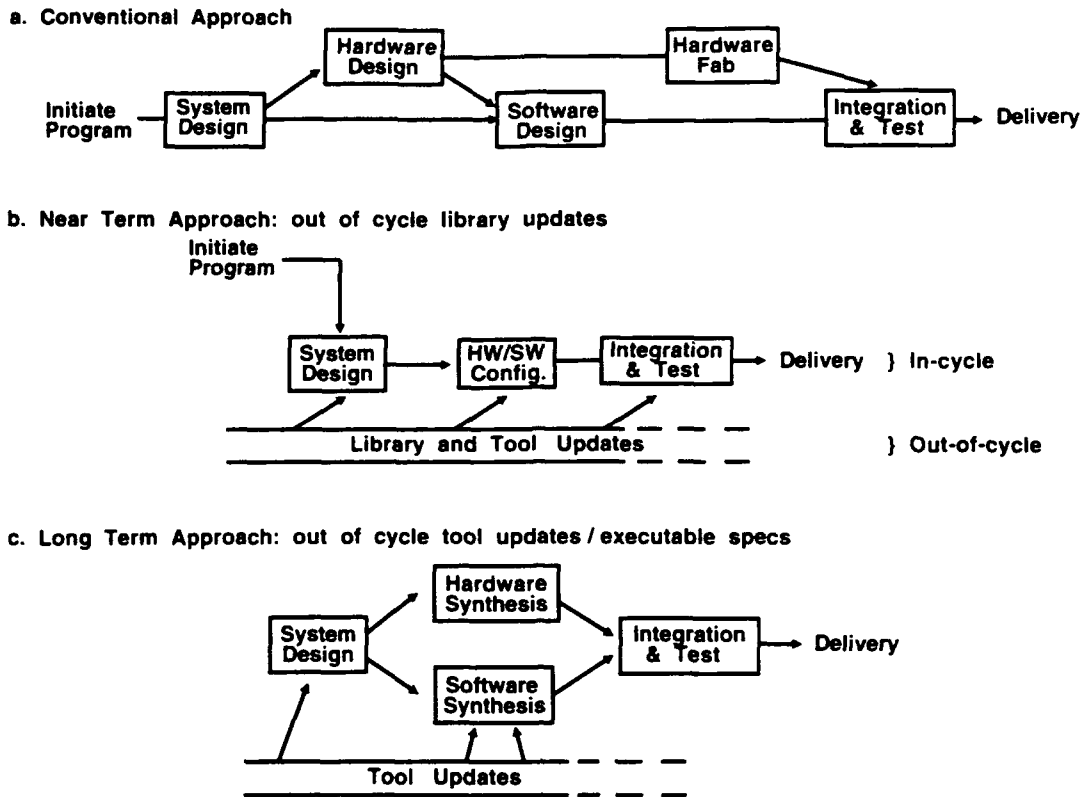 a. Conventional Approach
Hardware
Design
Hardware
Fab
Initiate
Program
System
Design
Software
Design
Integration
& Test
Delivery
b. Near Term Approach: out of cycle library updates
Initiate
Program
System
Design
HW/SW
Config.
Integration
& Test
Delivery } In-cycle
Library and Tool Updates
} Out-of-cycle
c. Long Term Approach: out of cycle tool updates / executable specs
Hardware
Synthesis
System
Design
Integration
& Test
Delivery
Software
Synthesis
Tool Updates